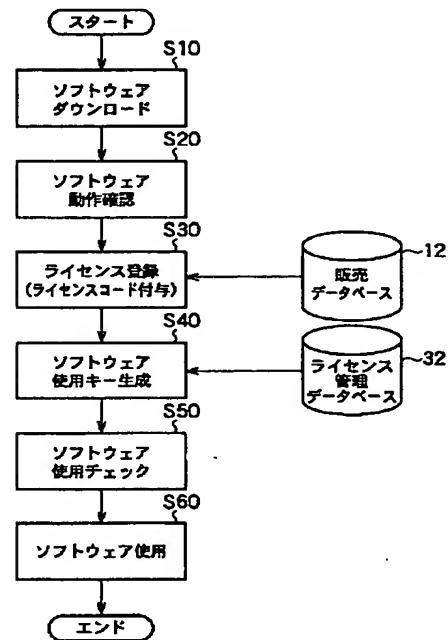 スタート
S10
ソフトウェア
ダウンロード
S20
ソフトウェア
動作確認
S30
ライセンス登録
(ライセンスコード付与)
12
販売
データベース
S40
ソフトウェア
使用キー生成
32
ライセンス
管理
データベース
S50
ソフトウェア
使用チェック
S60
ソフトウェア使用
エンド